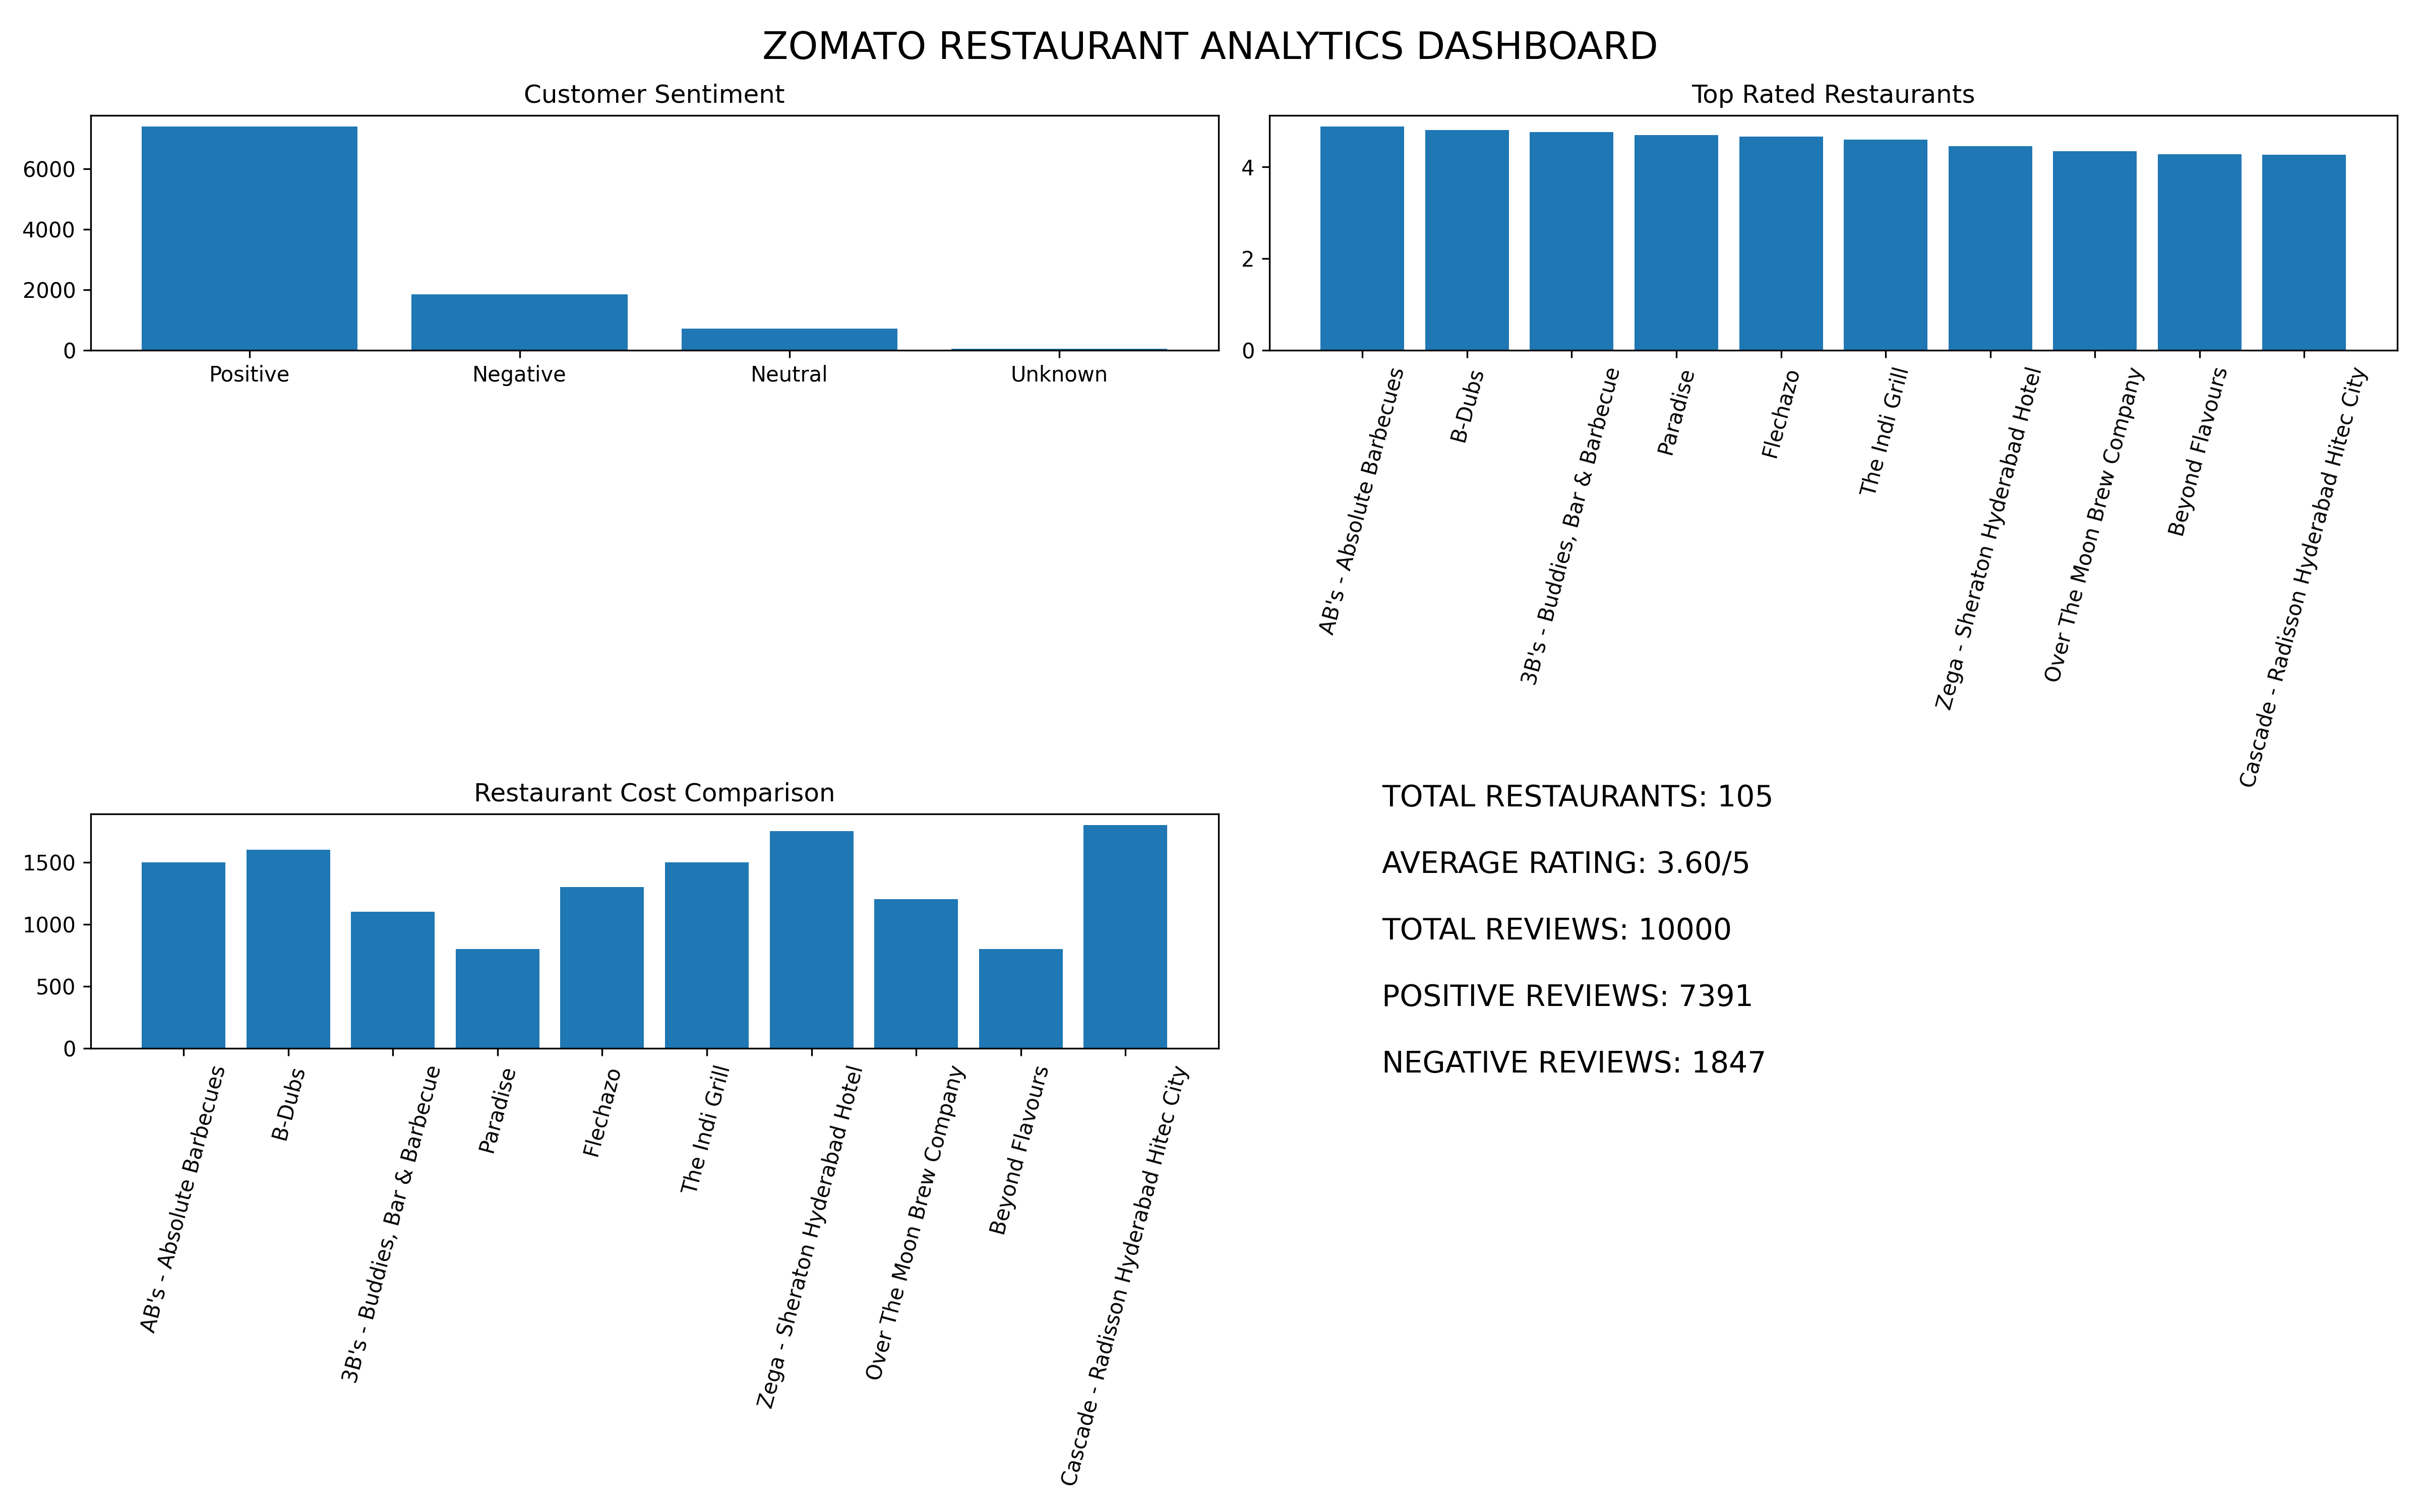 ZOMATO RESTAURANT ANALYTICS DASHBOARD
Customer Sentiment
6000
4000
2000
0
Positive
Negative
Neutral
Unknown
Top Rated Restaurants
4
2
0
AB's - Absolute Barbecues
B-Dubs
3B's - Buddies, Bar & Barbecue
Paradise
Flechazo
The Indi Grill
Zega - Sheraton Hyderabad Hotel
Over The Moon Brew Company
Beyond Flavours
Cascade - Radisson Hyderabad Hitec City
Restaurant Cost Comparison
1500
1000
500
0
AB's - Absolute Barbecues
B-Dubs
3B's - Buddies, Bar & Barbecue
Paradise
Flechazo
The Indi Grill
Zega - Sheraton Hyderabad Hotel
Over The Moon Brew Company
Beyond Flavours
Cascade - Radisson Hyderabad Hitec City
TOTAL RESTAURANTS: 105
AVERAGE RATING: 3.60/5
TOTAL REVIEWS: 10000
POSITIVE REVIEWS: 7391
NEGATIVE REVIEWS: 1847